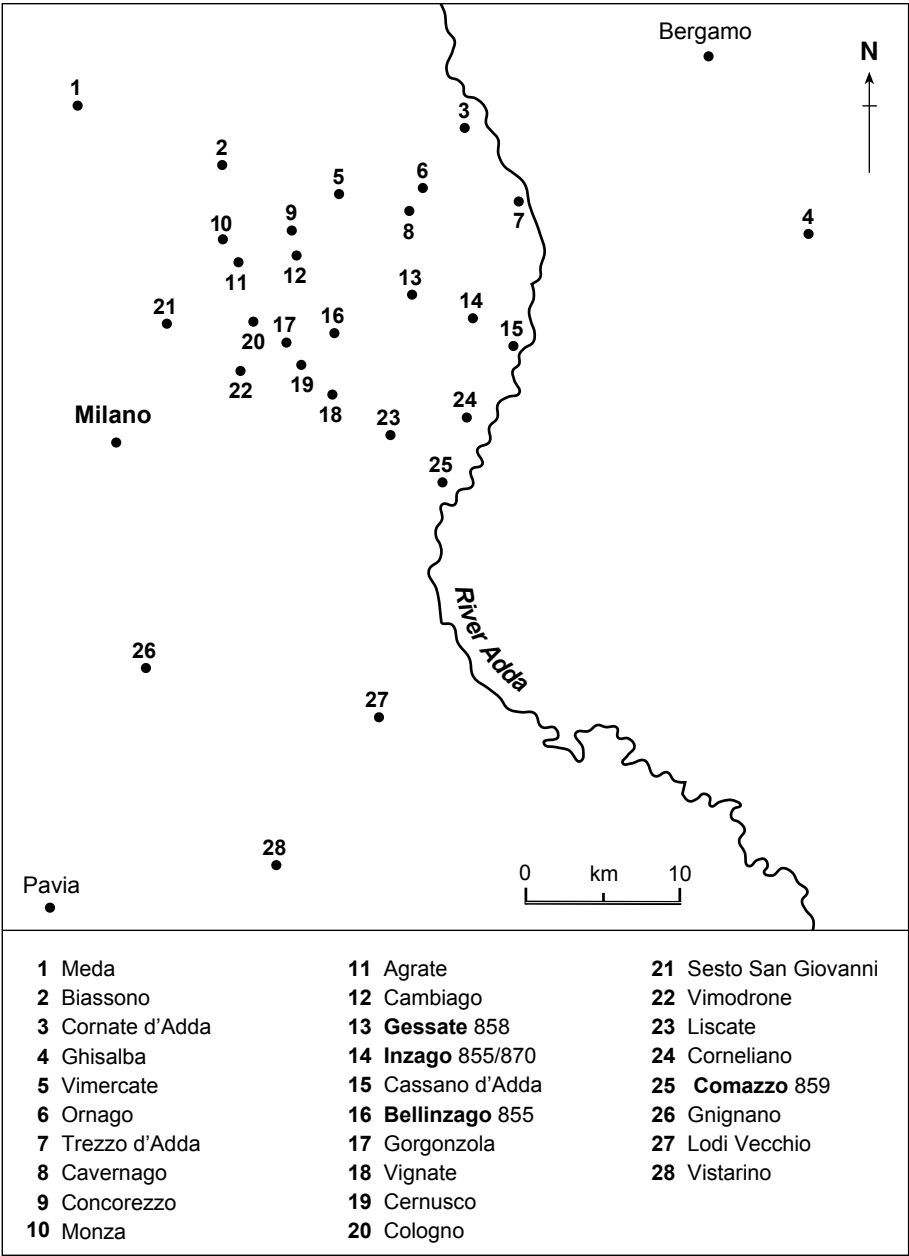 Bergamo
N
1
3
2
6
5
7
4
9
8
10
12
11
13
21
14
16
17
15
20
22
19
18
24
Milano
23
25
River Adda
26
27
28
Pavia
0 km 10
1 Meda
2 Biassono
3 Cornate d'Adda
4 Ghisalba
5 Vimercate
6 Ornago
7 Trezzo d'Adda
8 Cavernago
9 Concorezzo
10 Monza
11 Agrate
12 Cambiago
13 Gessate 858
14 Inzago 855/870
15 Cassano d'Adda
16 Bellinzago 855
17 Gorgonzola
18 Vignate
19 Cernusco
20 Cologno
21 Sesto San Giovanni
22 Vimodrone
23 Liscate
24 Corneliano
25 Comazzo 859
26 Gnignano
27 Lodi Vecchio
28 Vistarino